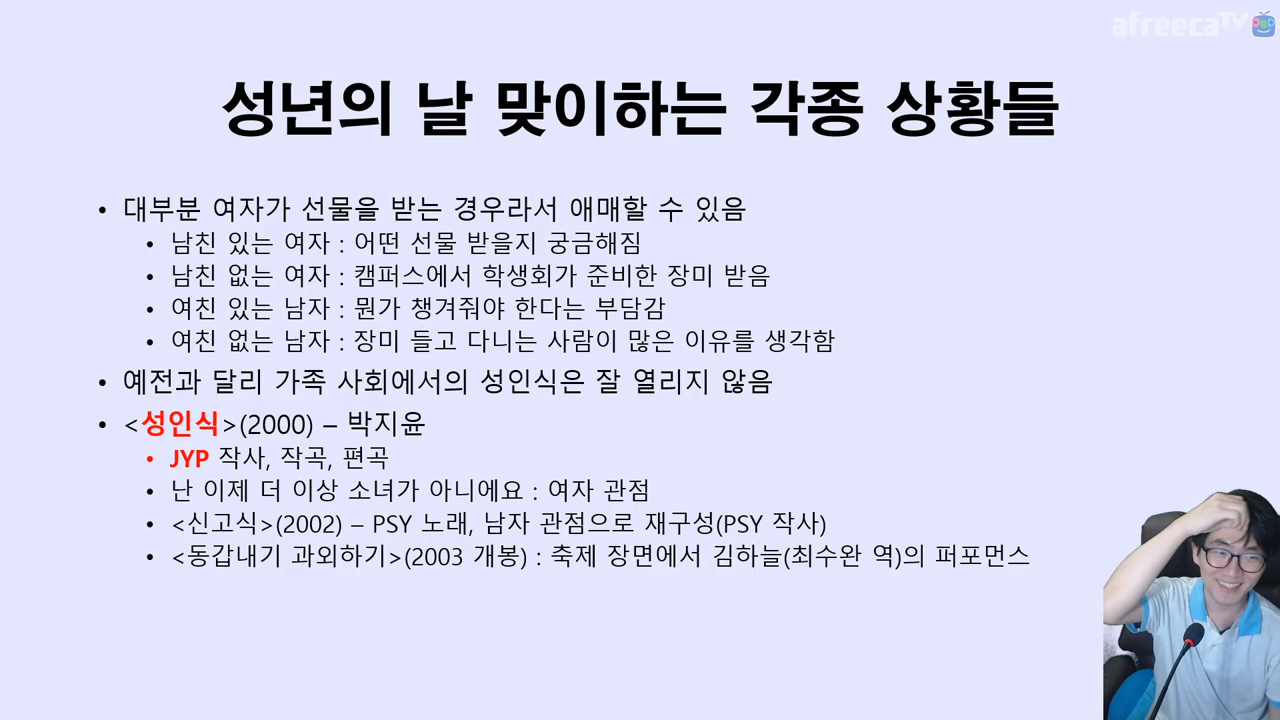 afreecaTV
성년의 날 맞이하는 각종 상황들
• 대부분 여자가 선물을 받는 경우라서 애매할 수 있음
• 남친 있는 여자 : 어떤 선물 받을지 궁금해짐
• 남친 없는 여자 : 캠퍼스에서 학생회가 준비한 장미 받음
• 여친 있는 남자 : 뭔가 챙겨줘야 한다는 부담감
• 여친 없는 남자 : 장미 들고 다니는 사람이 많은 이유를 생각함
• 예전과 달리 가족 사회에서의 성인식은 잘 열리지 않음
• <성인식>(2000) – 박지윤
• JYP 작사, 작곡, 편곡
• 난 이제 더 이상 소녀가 아니에요 : 여자 관점
• <신고식>(2002) – PSY 노래, 남자 관점으로 재구성(PSY 작사)
• <동갑내기 과외하기>(2003 개봉) : 축제 장면에서 김하늘(최수완 역)의 퍼포먼스